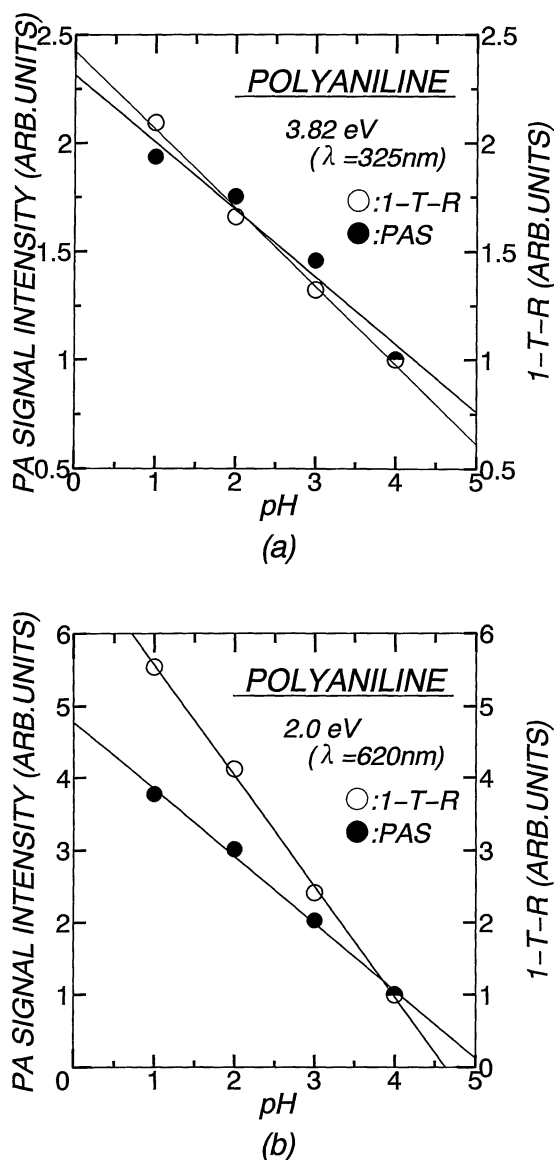 2.5
2
1.5
1
0.5
2.5
2
1.5
1
0.5
0 1 2 3 4 5
PA SIGNAL INTENSITY (ARB.UNITS)
1-T-R (ARB.UNITS)
POLYANILINE
3.82 eV
(λ=325nm)
○:1-T-R
●:PAS
pH
(a)
6
5
4
3
2
1
0
6
5
4
3
2
1
0
1 2 3 4 5
PA SIGNAL INTENSITY (ARB.UNITS)
1-T-R (ARB.UNITS)
POLYANILINE
2.0 eV
(λ=620nm)
○:1-T-R
●:PAS
pH
(b)